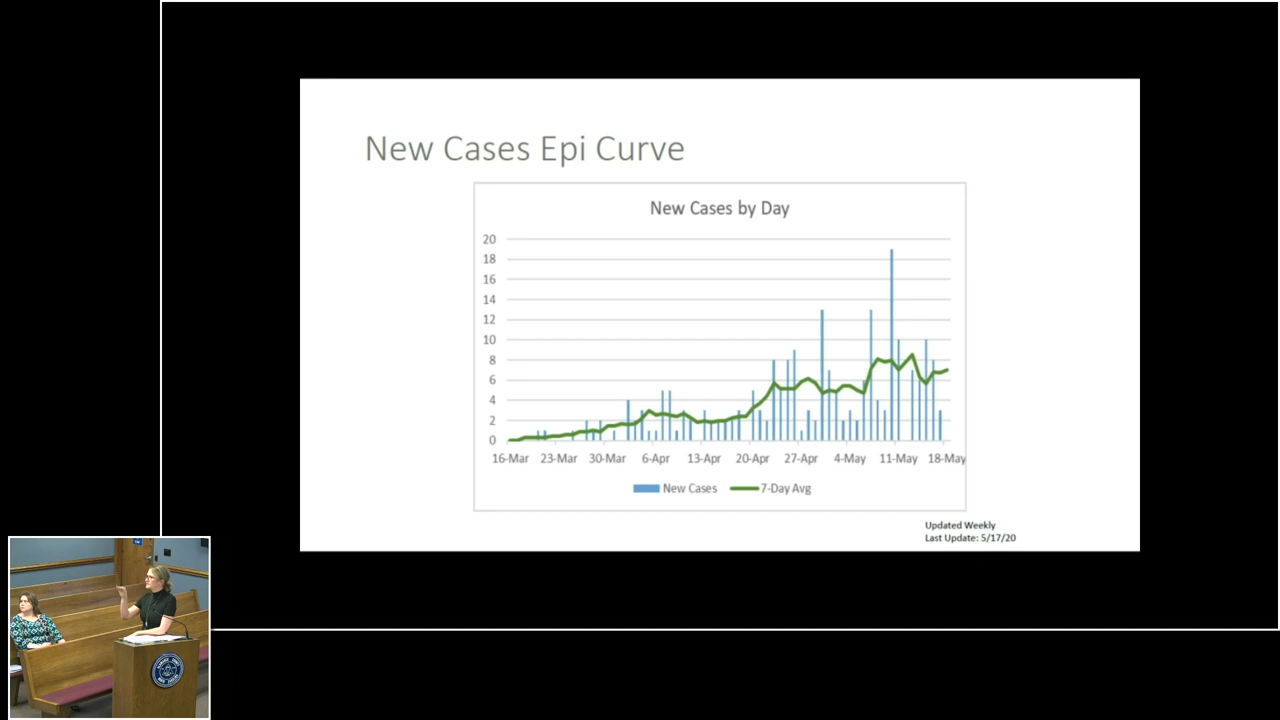 New Cases Epi Curve
New Cases by Day
20
18
16
14
12
10
8
6
4
2
0
16-Mar 23-Mar 30-Mar 6-Apr 13-Apr 20-Apr 27-Apr 4-May 11-May 18-May
New Cases 7-Day Avg
Updated Weekly
Last Update: 5/17/20